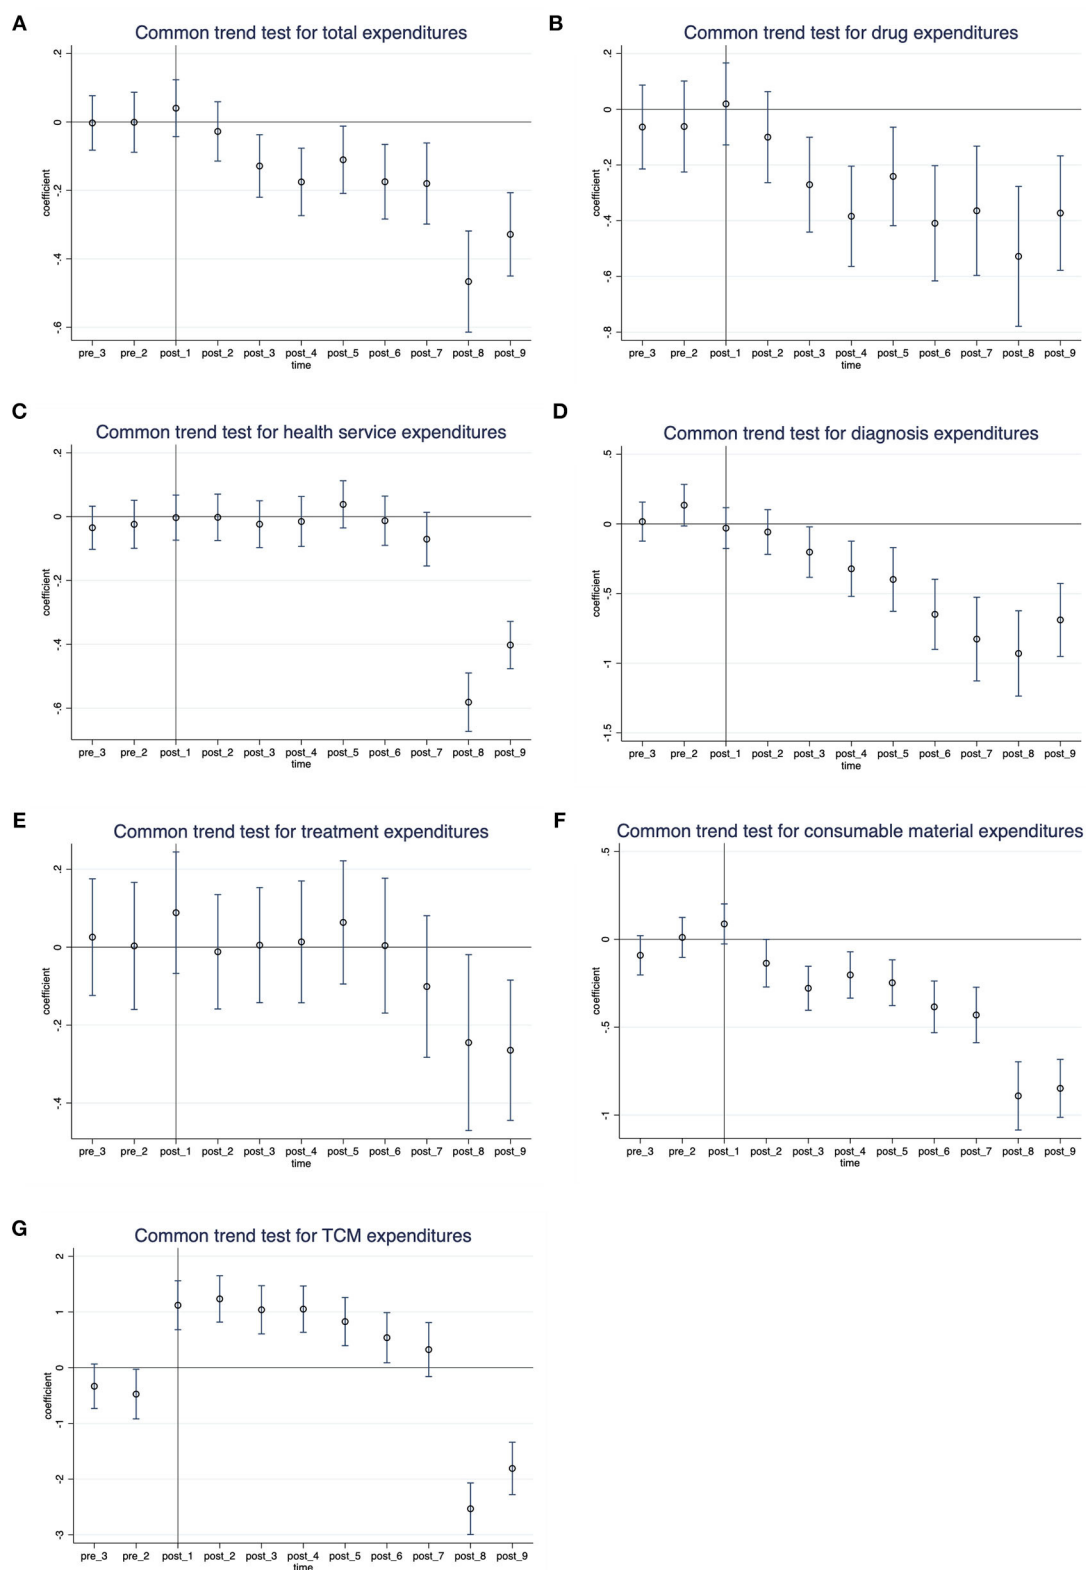 A
Common trend test for total expenditures
.2
0
-.2
-.4
-.6
coefficient
pre_3 pre_2 post_1 post_2 post_3 post_4 post_5 post_6 post_7 post_8 post_9
time
B
Common trend test for drug expenditures
.2
0
-.2
-.4
-.6
-.8
coefficient
pre_3 pre_2 post_1 post_2 post_3 post_4 post_5 post_6 post_7 post_8 post_9
time
C
Common trend test for health service expenditures
.2
0
-.2
-.4
-.6
coefficient
pre_3 pre_2 post_1 post_2 post_3 post_4 post_5 post_6 post_7 post_8 post_9
time
D
Common trend test for diagnosis expenditures
.5
0
-.5
-1
-1.5
coefficient
pre_3 pre_2 post_1 post_2 post_3 post_4 post_5 post_6 post_7 post_8 post_9
time
E
Common trend test for treatment expenditures
.2
0
-.2
-.4
coefficient
pre_3 pre_2 post_1 post_2 post_3 post_4 post_5 post_6 post_7 post_8 post_9
time
F
Common trend test for consumable material expenditures
.5
0
-.5
-1
coefficient
pre_3 pre_2 post_1 post_2 post_3 post_4 post_5 post_6 post_7 post_8 post_9
time
G
Common trend test for TCM expenditures
2
1
0
-1
-2
-3
coefficient
pre_3 pre_2 post_1 post_2 post_3 post_4 post_5 post_6 post_7 post_8 post_9
time